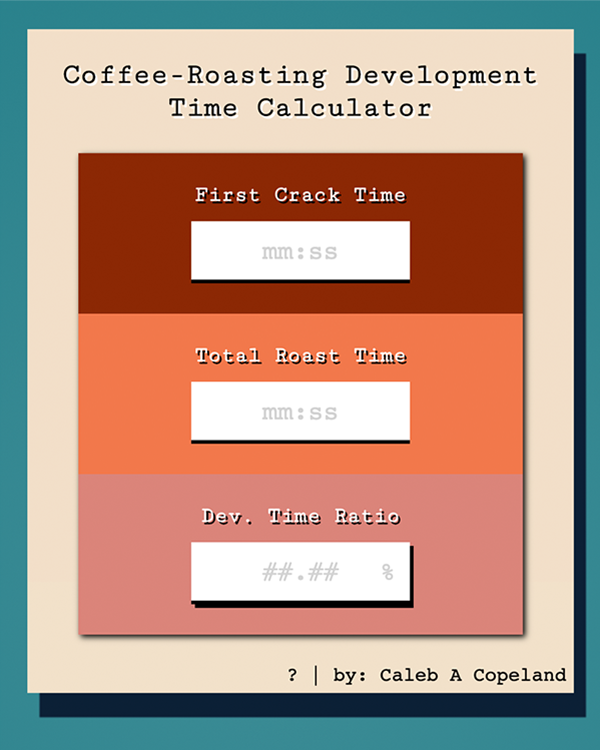 Coffee-Roasting Development
Time Calculator
First Crack Time
mm:ss
Total Roast Time
mm:ss
Dev. Time Ratio
##.## %
? | by: Caleb A Copeland